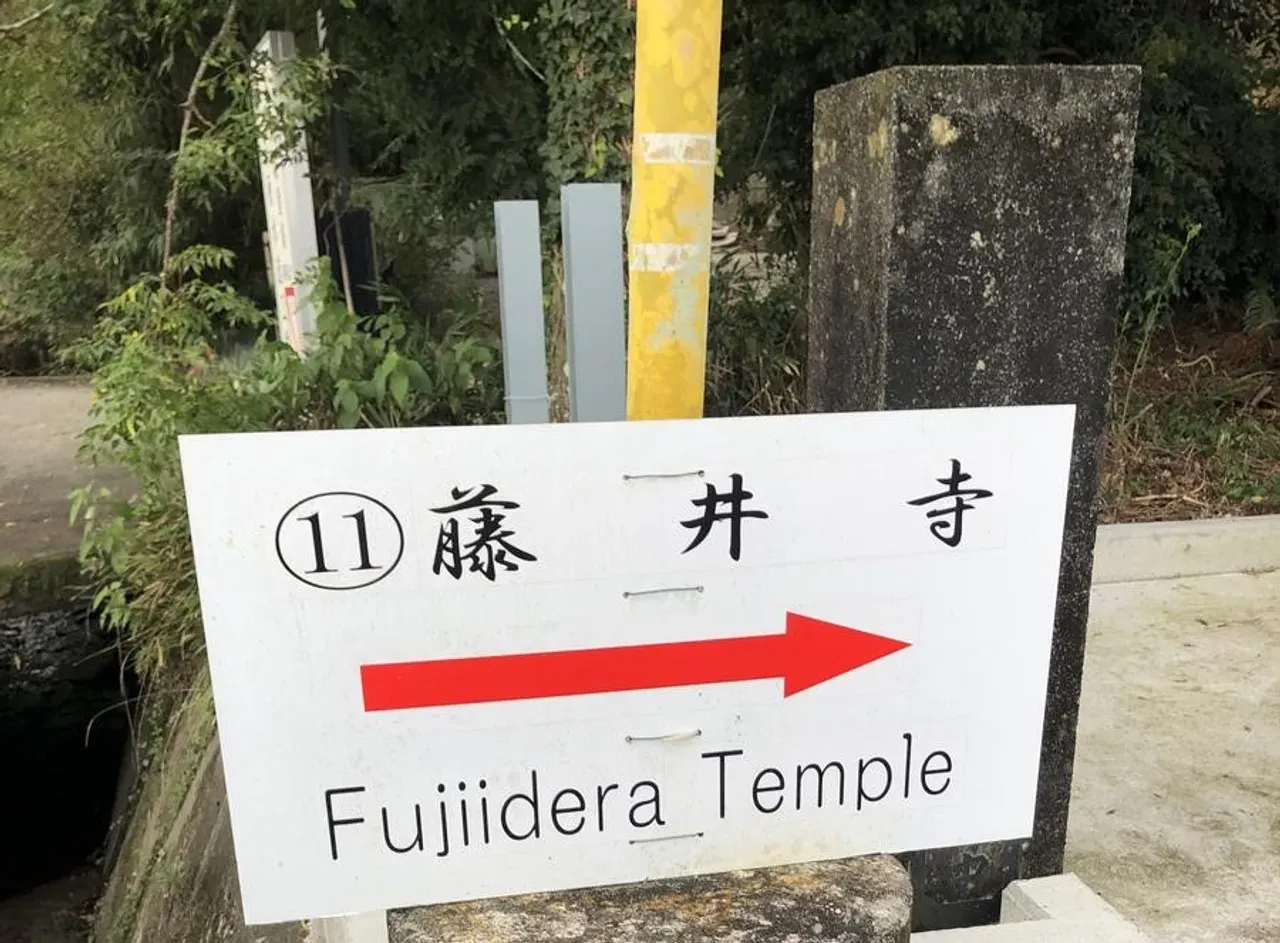 ⑪ 藤井寺
Fujiidera Temple